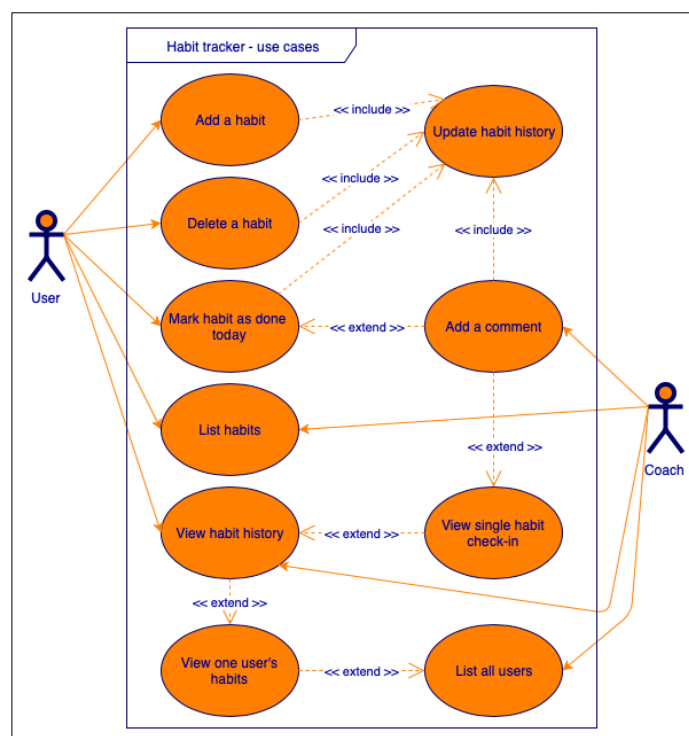 Habit tracker - use cases
Add a habit
<< include >>
Update habit history
<< include >>
Delete a habit
<< include >>
<< include >>
User
Mark habit as done
today
<< extend >>
Add a comment
List habits
<< extend >>
Coach
View habit history
<< extend >>
View single habit
check-in
<< extend >>
View one user's
habits
<< extend >>
List all users